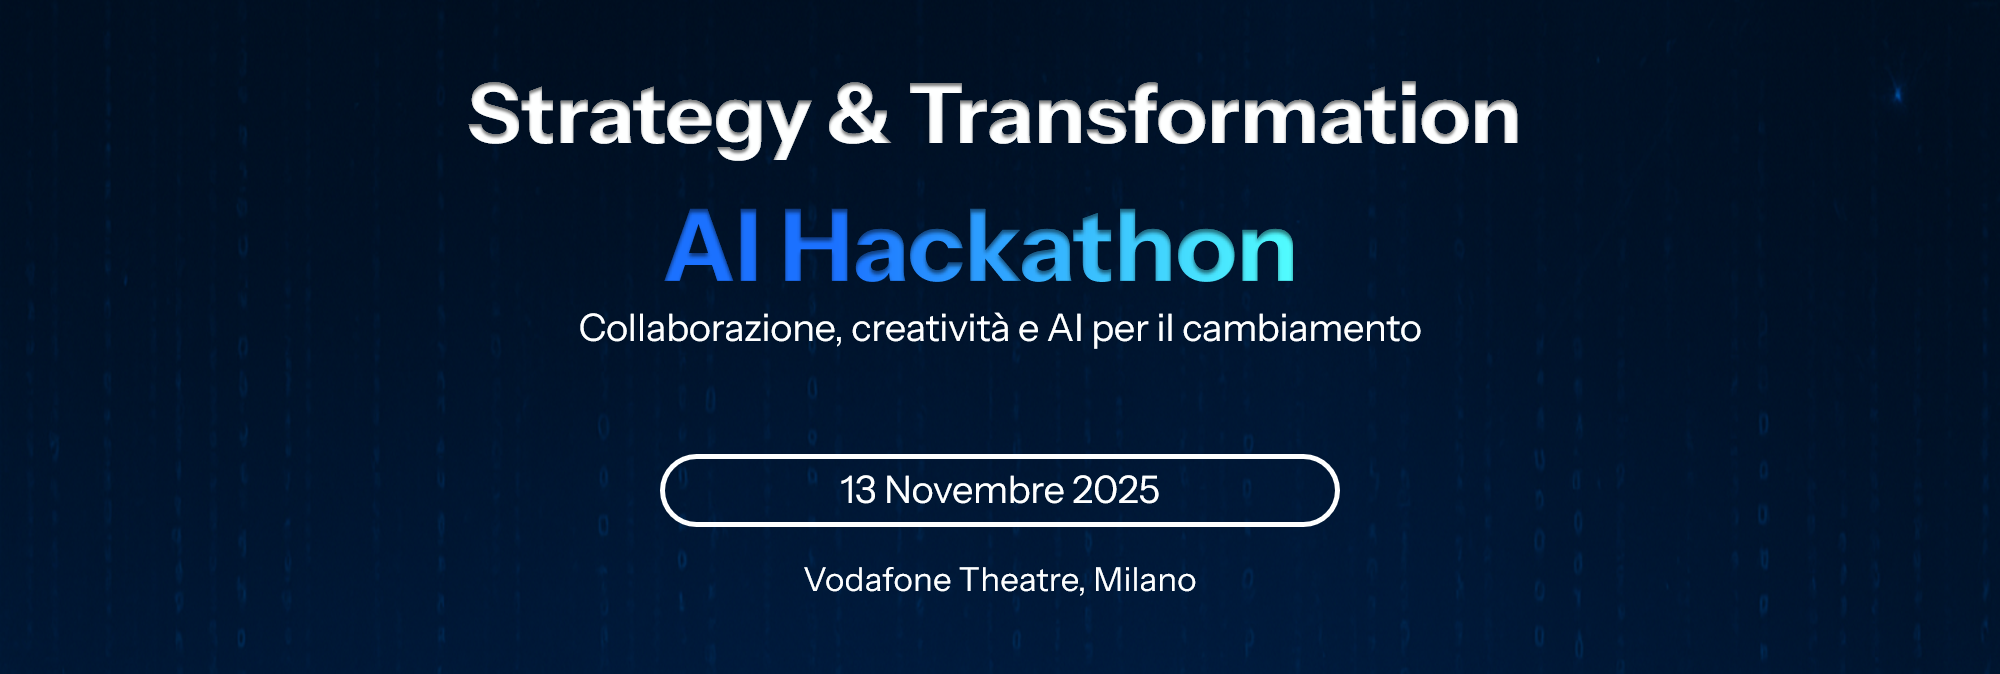 Strategy & Transformation
AI Hackathon
Collaborazione, creatività e AI per il cambiamento
13 Novembre 2025
Vodafone Theatre, Milano